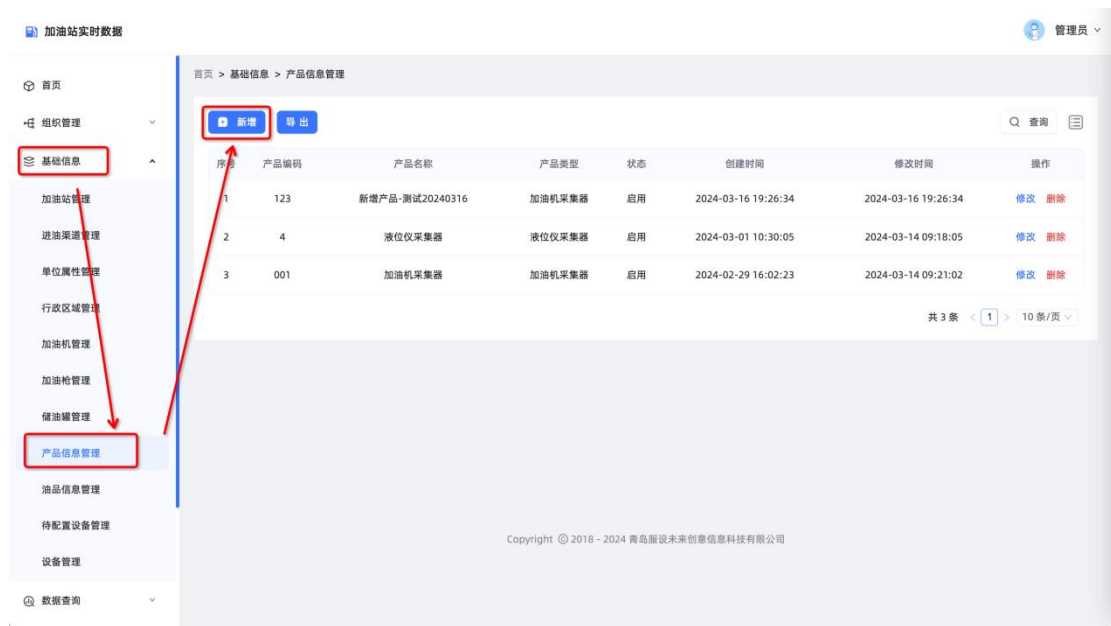 加油站实时数据
管理员
首页
组织管理
基础信息
加油站管理
进油渠道管理
单位属性管理
行政区域管理
加油机管理
加油枪管理
储油罐管理
产品信息管理
油品信息管理
待配置设备管理
设备管理
数据查询
首页 > 基础信息 > 产品信息管理
新增 导出 查询
序号 产品编码 产品名称 产品类型 状态 创建时间 修改时间 操作
1 123 新增产品-测试20240316 加油机采集器 启用 2024-03-16 19:26:34 2024-03-16 19:26:34 修改 删除
2 4 液位仪采集器 液位仪采集器 启用 2024-03-01 10:30:05 2024-03-14 09:18:05 修改 删除
3 001 加油机采集器 加油机采集器 启用 2024-02-29 16:02:23 2024-03-14 09:21:02 修改 删除
共 3 条 < 1 > 10 条/页
Copyright © 2018 - 2024 青岛服设未来创意信息科技有限公司